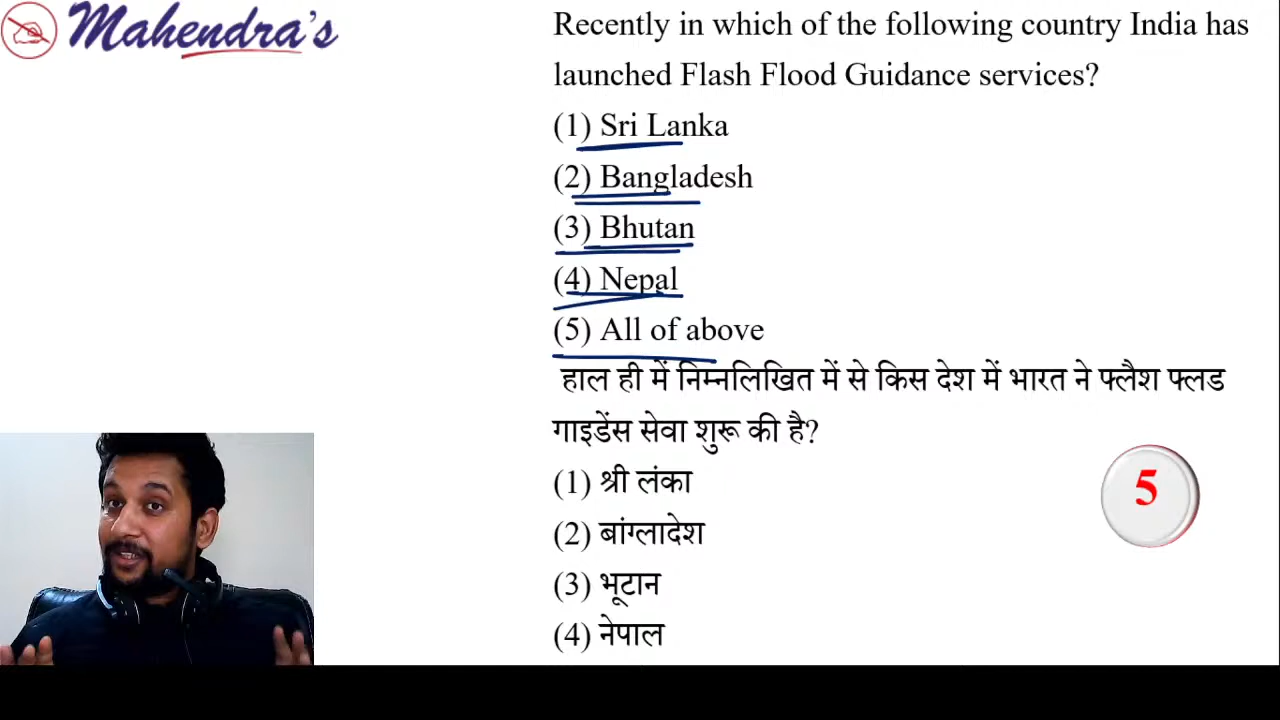 Mahendra's
Recently in which of the following country India has
launched Flash Flood Guidance services?
(1) Sri Lanka
(2) Bangladesh
(3) Bhutan
(4) Nepal
(5) All of above
हाल ही में निम्नलिखित में से किस देश में भारत ने फ्लैश फ्लड
गाइडेंस सेवा शुरू की है?
(1) श्री लंका
(2) बांग्लादेश
(3) भूटान
(4) नेपाल
5